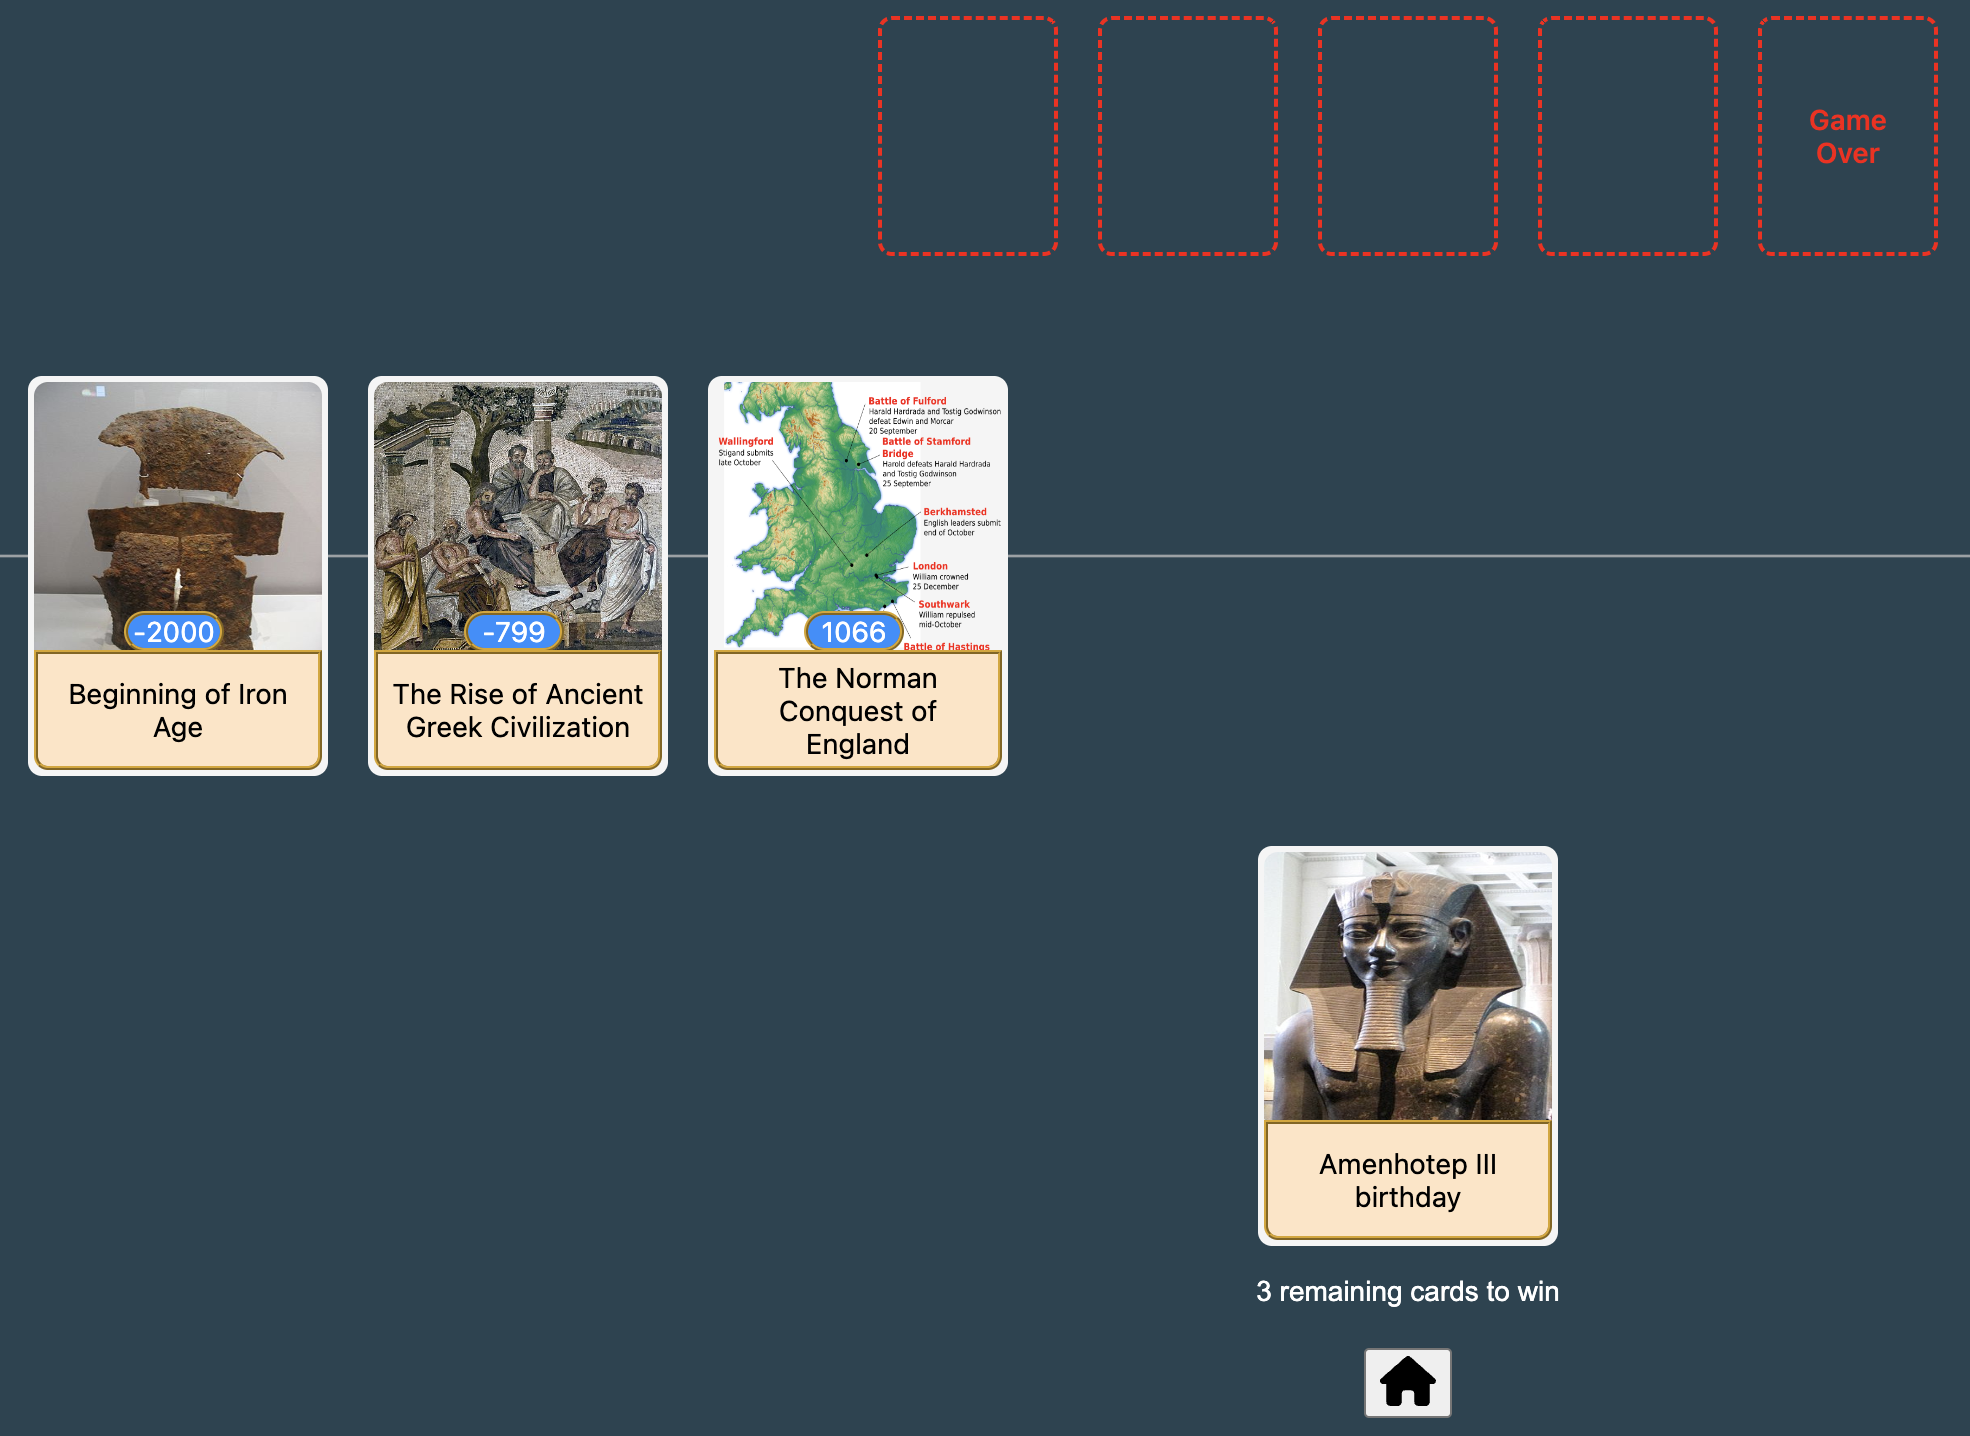 Game
Over
-2000
Beginning of Iron
Age
-799
The Rise of Ancient
Greek Civilization
Battle of Fulford
Harald Hardrada and Tostig Godwinson
defeat Edwin and Morcar
20 September
Wallingford
Stigand submits
late October
Battle of Stamford
Bridge
Harold defeats Harald Hardrada
and Tostig Godwinson
25 September
Berkhamsted
English leaders submit
end of October
London
William crowned
25 December
Southwark
William repulsed
mid-October
Battle of Hastings
1066
The Norman
Conquest of
England
Amenhotep III
birthday
3 remaining cards to win